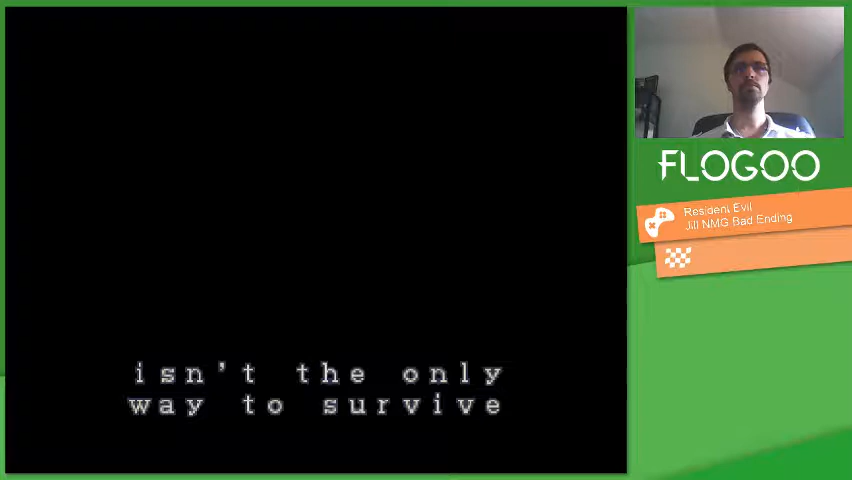 isn't the only
way to survive
FLOGOO
Resident Evil
Jill NMG Bad Ending